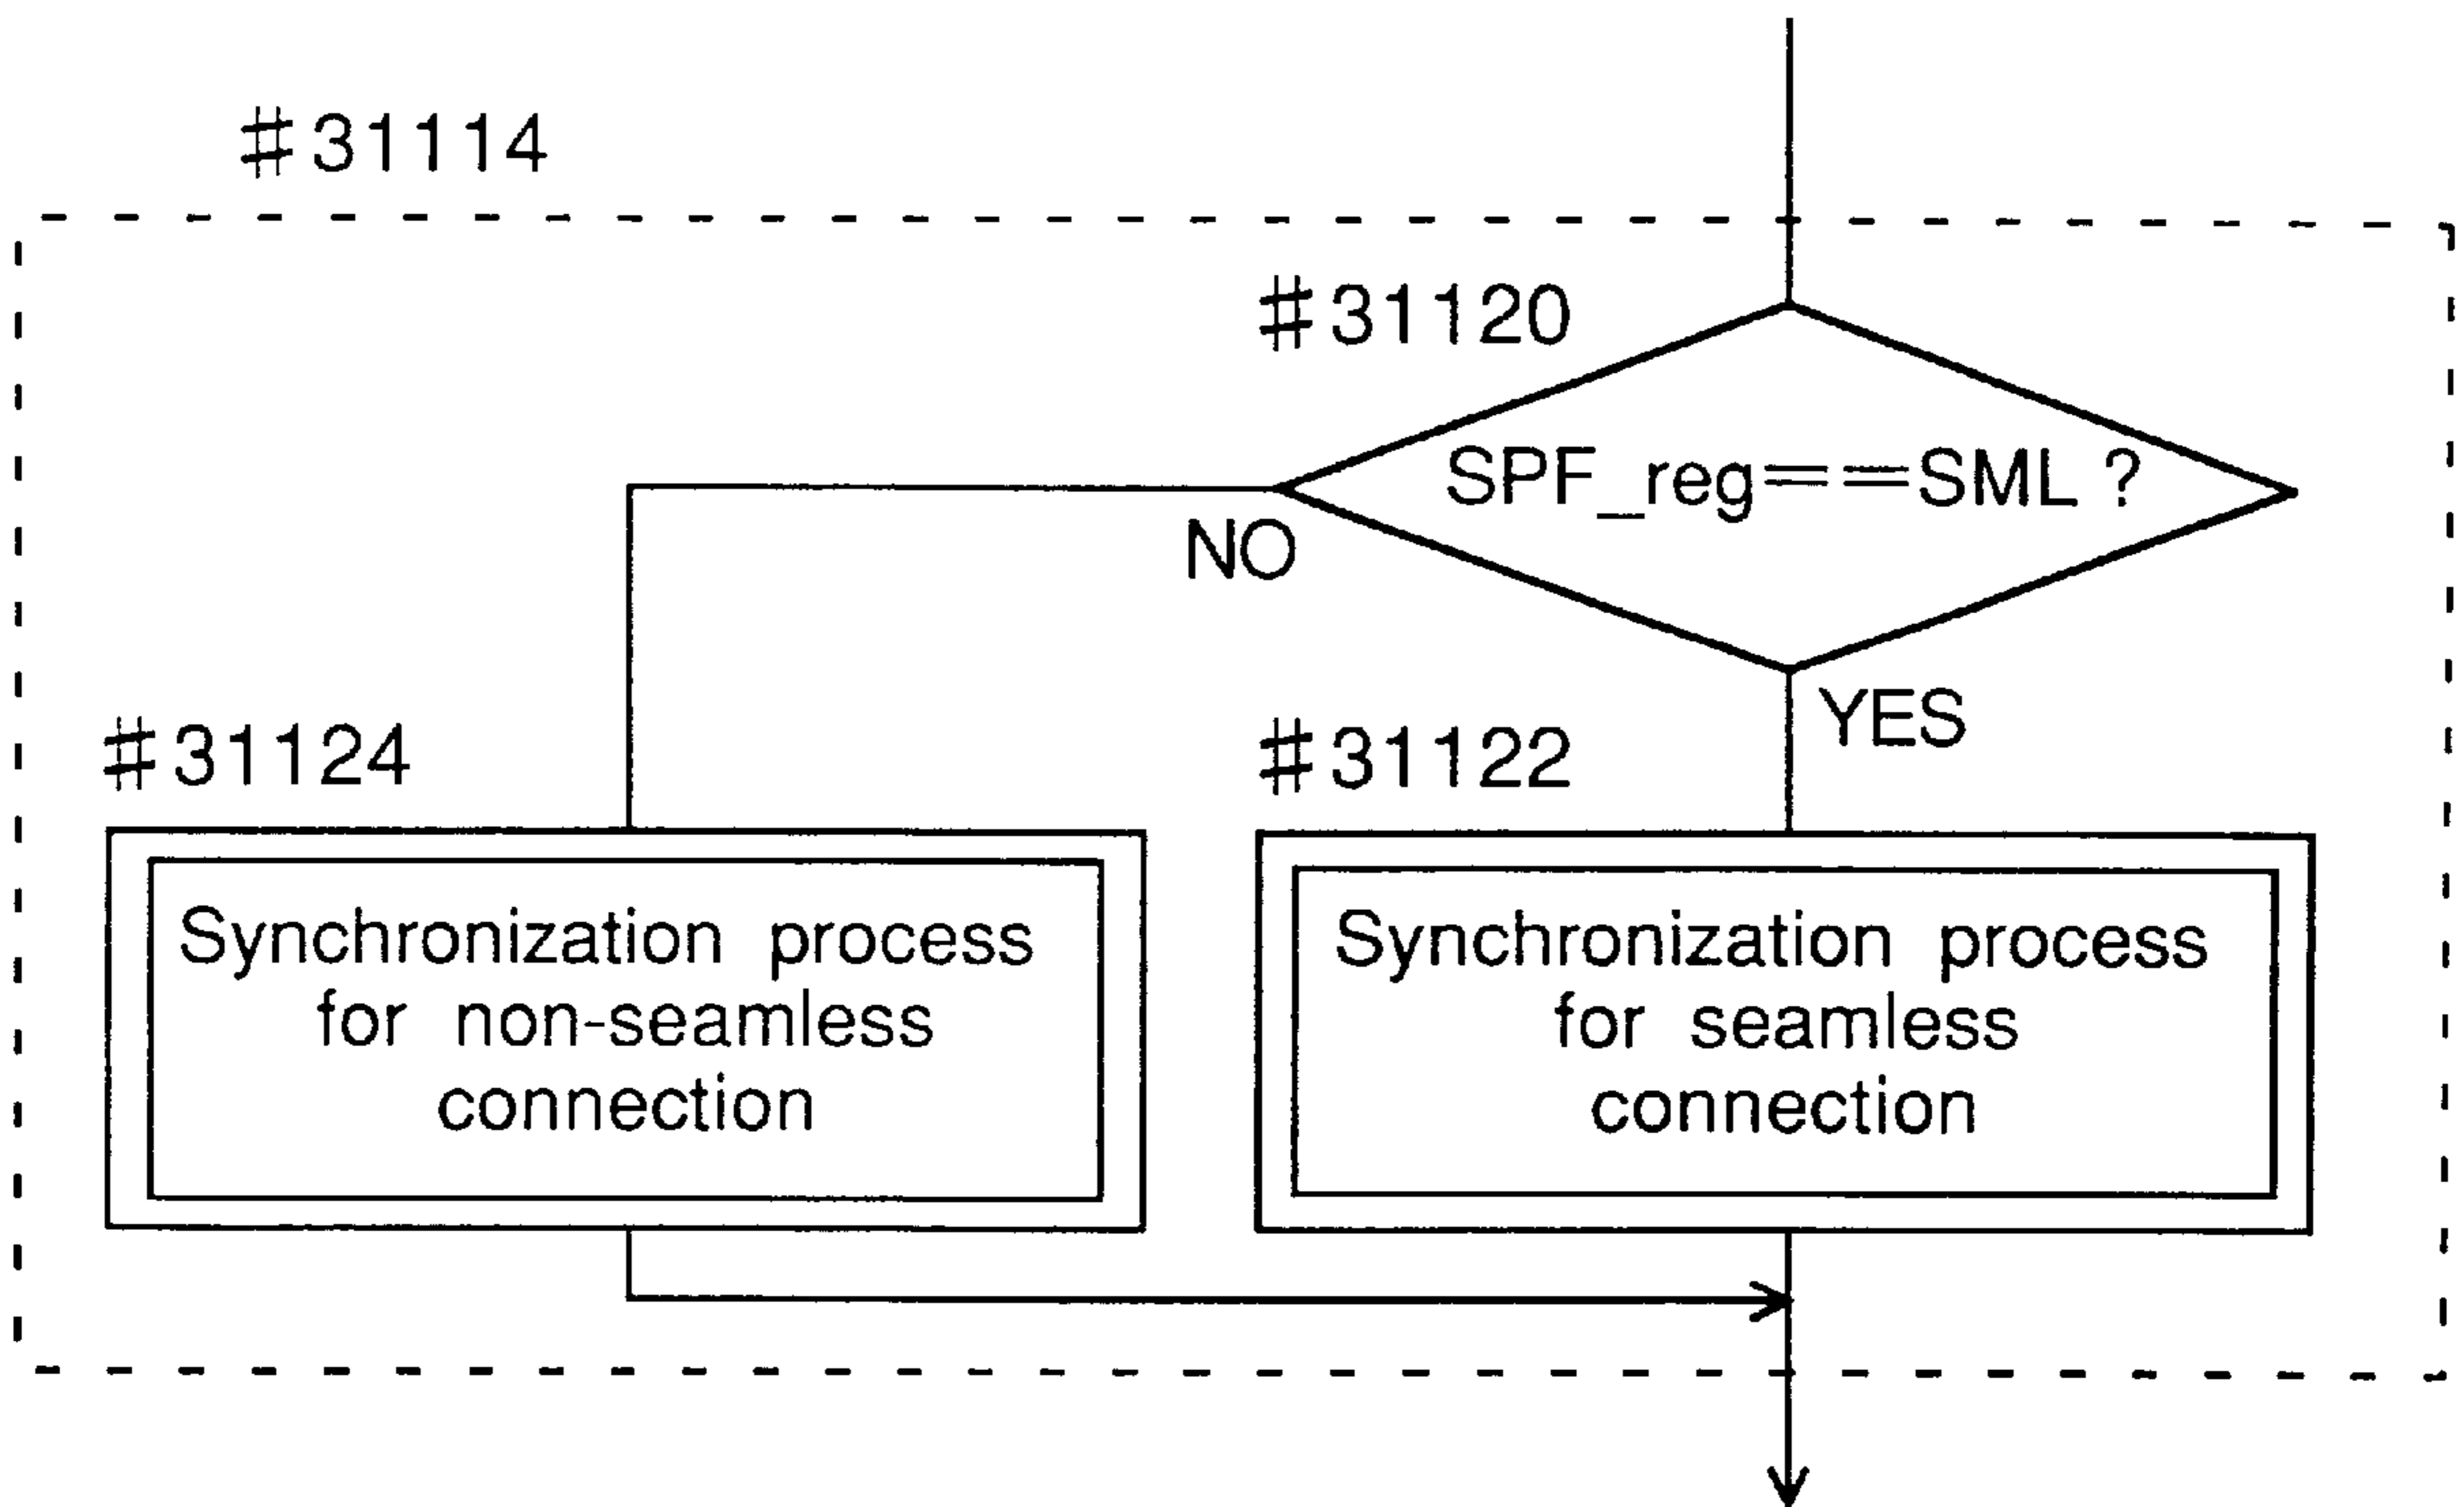 #31114
#31120
SPF_reg==SML ?
NO
YES
#31124
#31122
Synchronization process
for non-seamless
connection
Synchronization process
for seamless
connection